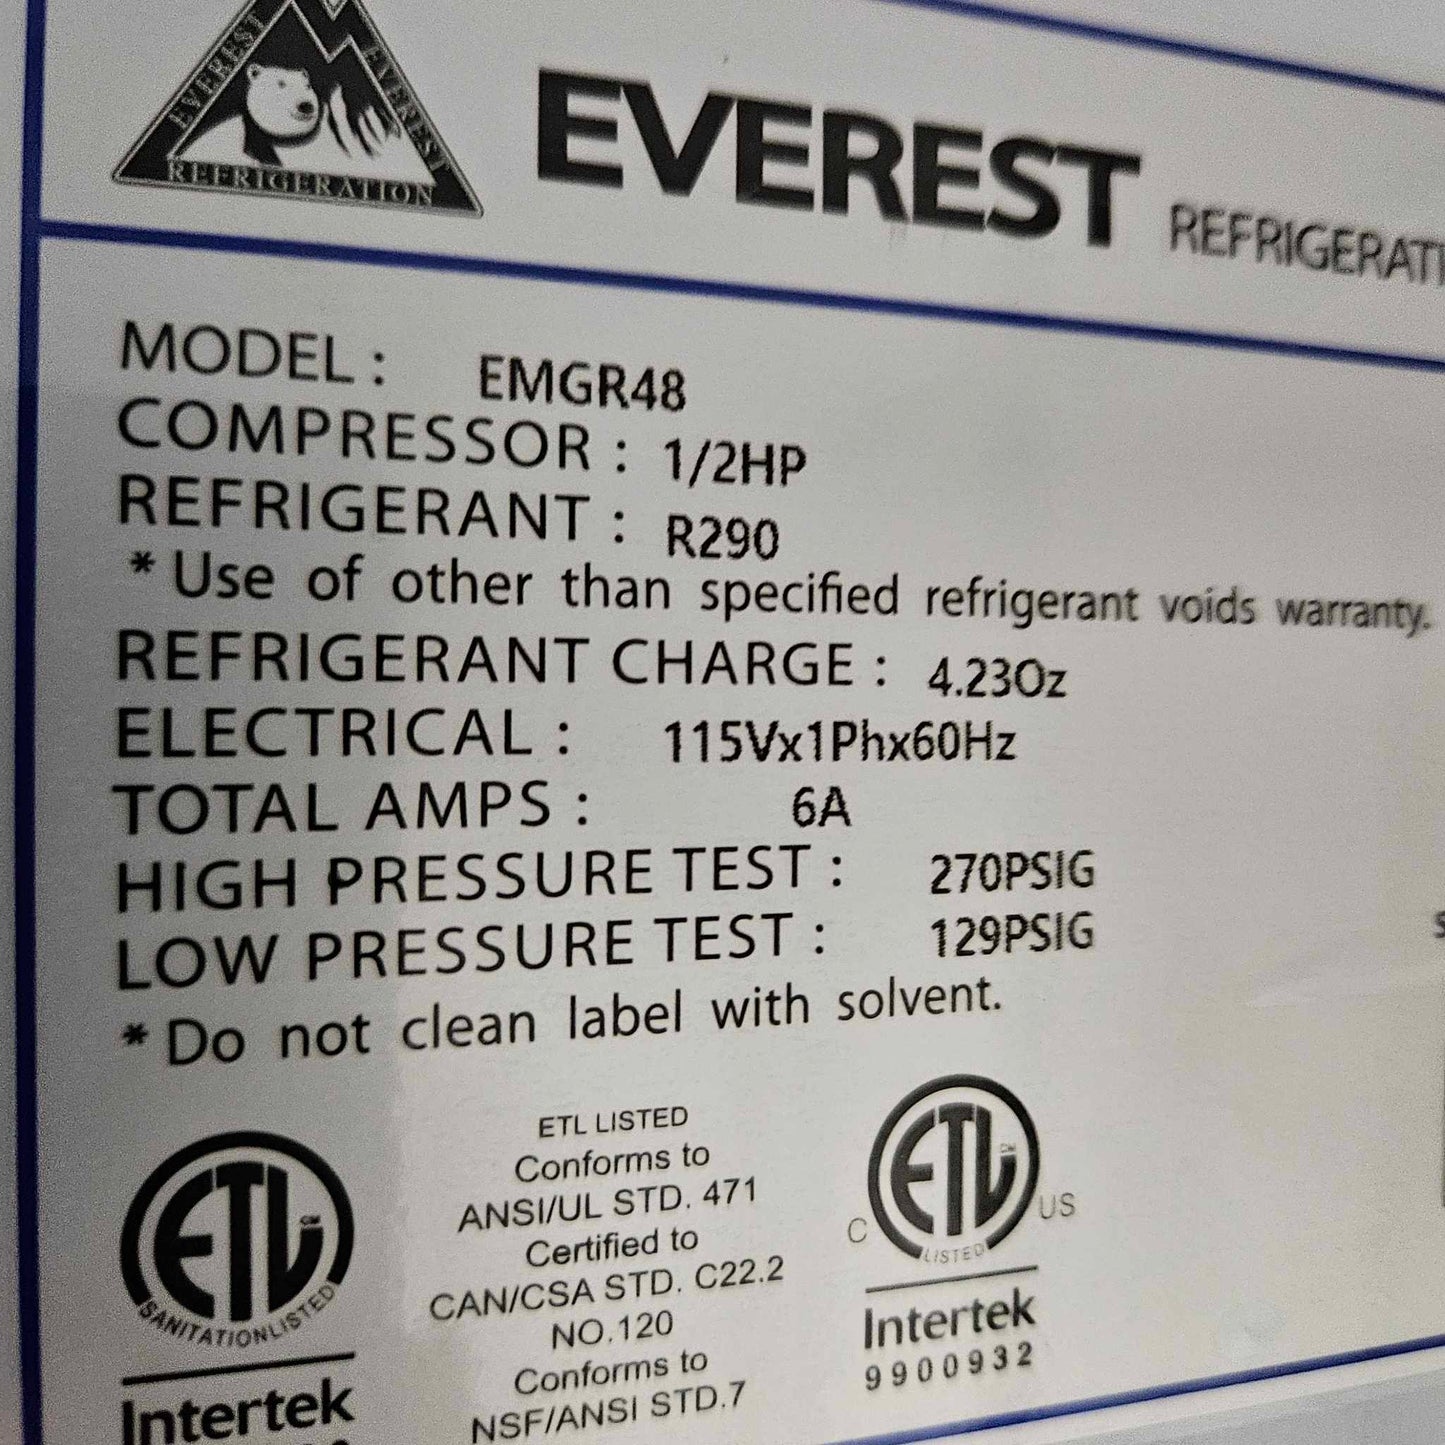 EVEREST EVEREST
REFRIGERATION
EVEREST
MODEL : EMGR48
COMPRESSOR : 1/2HP
REFRIGERANT : R290
* Use of other than specified refrigerant voids warranty.
REFRIGERANT CHARGE : 4.23Oz
ELECTRICAL : 115Vx1Phx60Hz
TOTAL AMPS : 6A
HIGH PRESSURE TEST : 270PSIG
LOW PRESSURE TEST : 129PSIG
* Do not clean label with solvent.
ETL
SANITATION LISTED
Intertek
ETL LISTED
Conforms to
ANSI/UL STD. 471
Certified to
CAN/CSA STD. C22.2
NO.120
Conforms to
NSF/ANSI STD.7
C ETL US
LISTED
Intertek
9900932